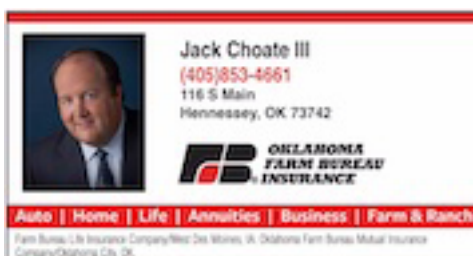 Jack Choate III
(405)853-4661
116 S Main
Hennessey, OK 73742
FB
OKLAHOMA
FARM BUREAU
® INSURANCE
Auto | Home | Life | Annuities | Business | Farm & Ranch
Farm Bureau Life Insurance Company/West Des Moines, IA. Oklahoma Farm Bureau Mutual Insurance
Company/Oklahoma City, OK.